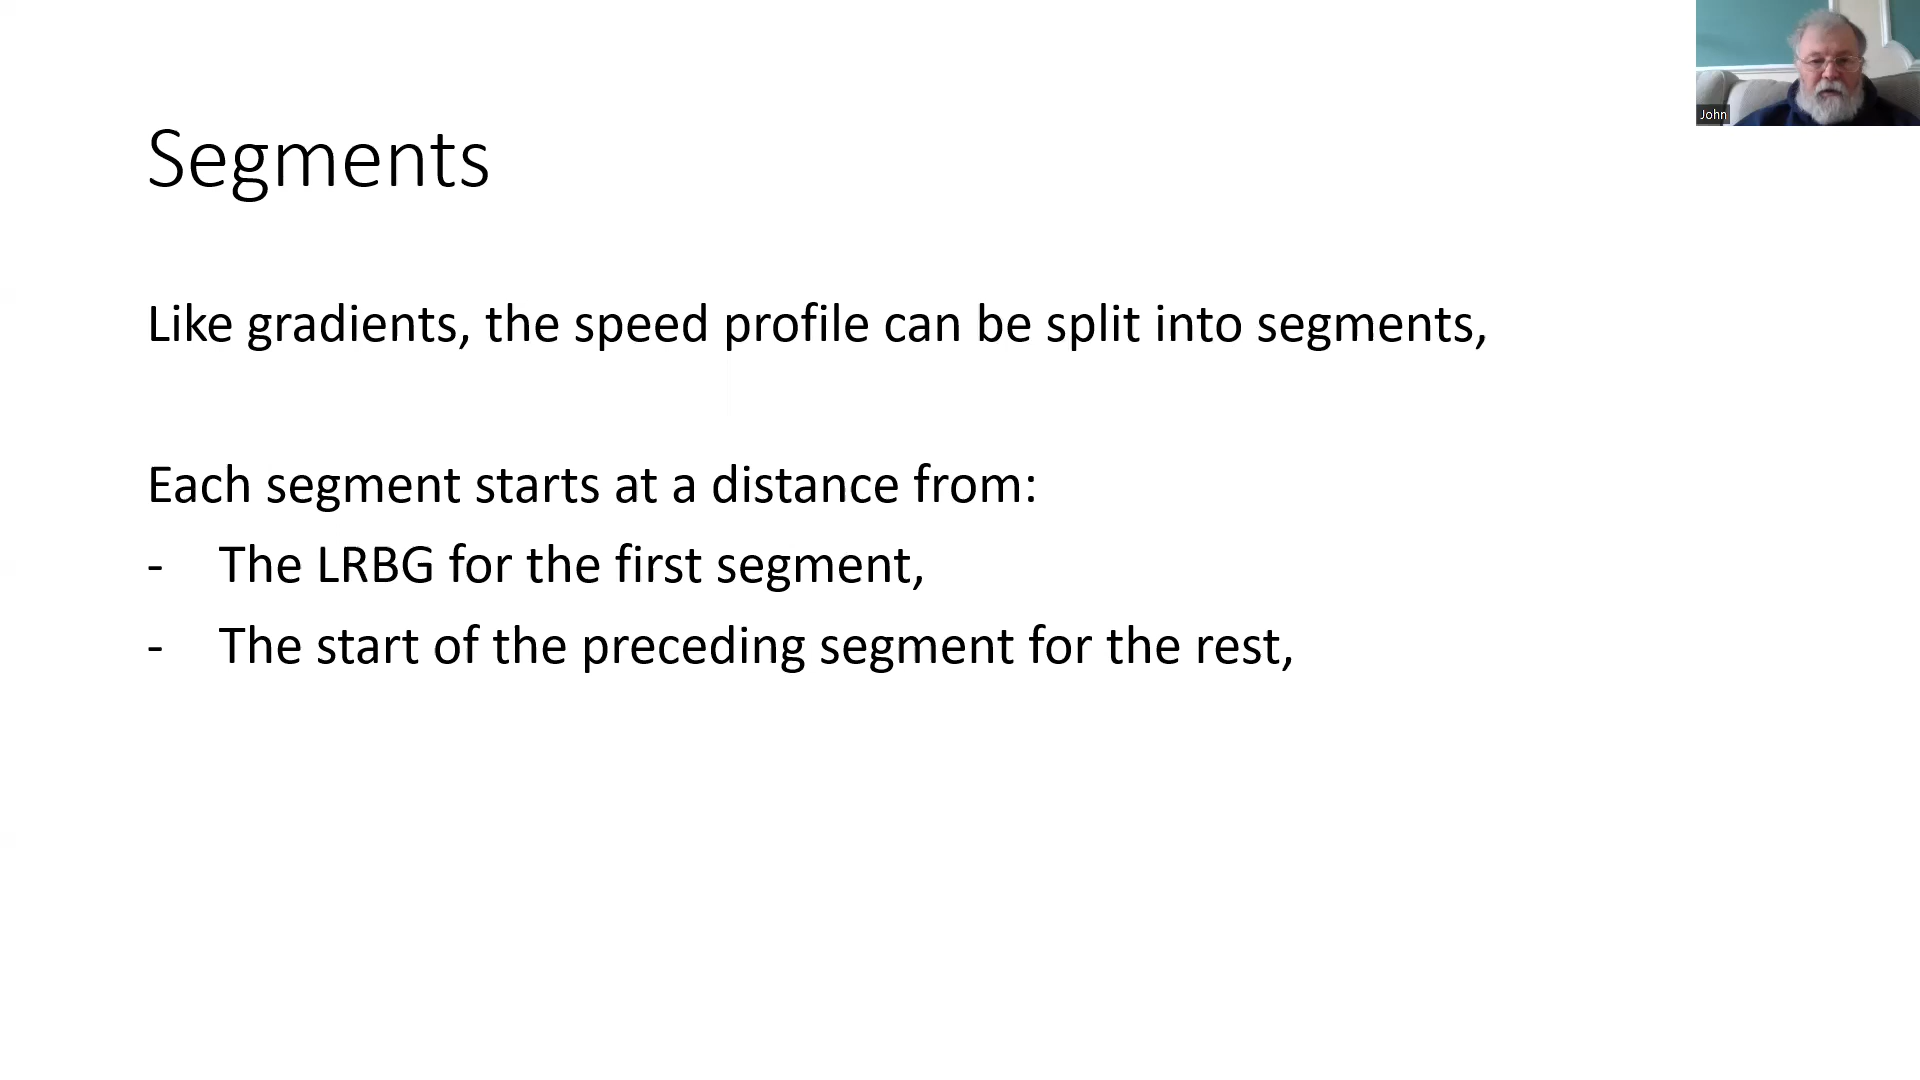 John
Segments
Like gradients, the speed profile can be split into segments,
Each segment starts at a distance from:
- The LRBG for the first segment,
- The start of the preceding segment for the rest,